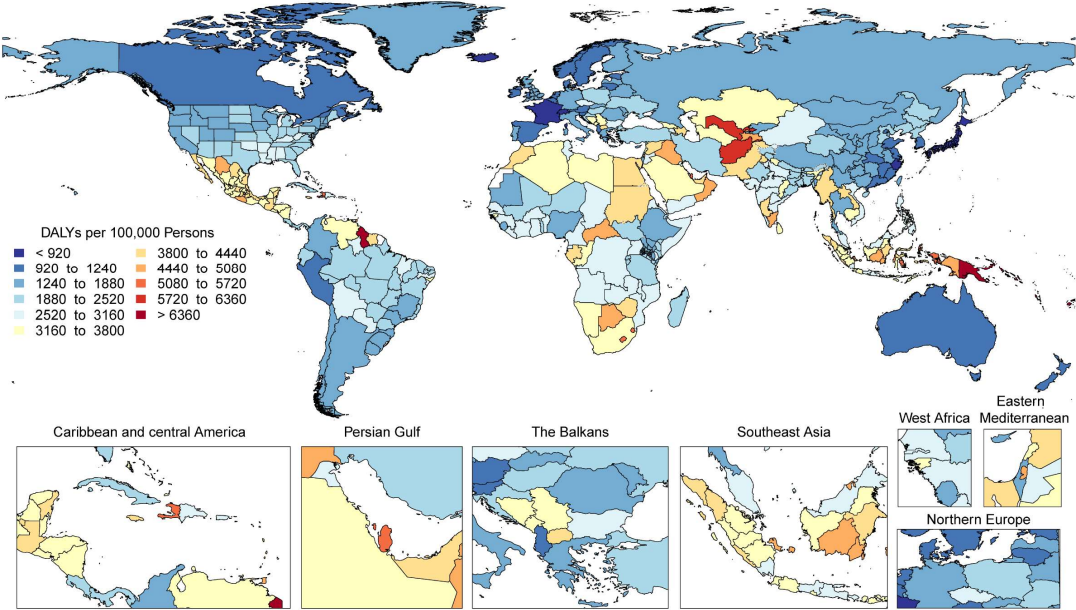 DALYs per 100,000 Persons
< 920
920 to 1240
1240 to 1880
1880 to 2520
2520 to 3160
3160 to 3800
3800 to 4440
4440 to 5080
5080 to 5720
5720 to 6360
> 6360
Caribbean and central America
Persian Gulf
The Balkans
Southeast Asia
West Africa
Eastern
Mediterranean
Northern Europe